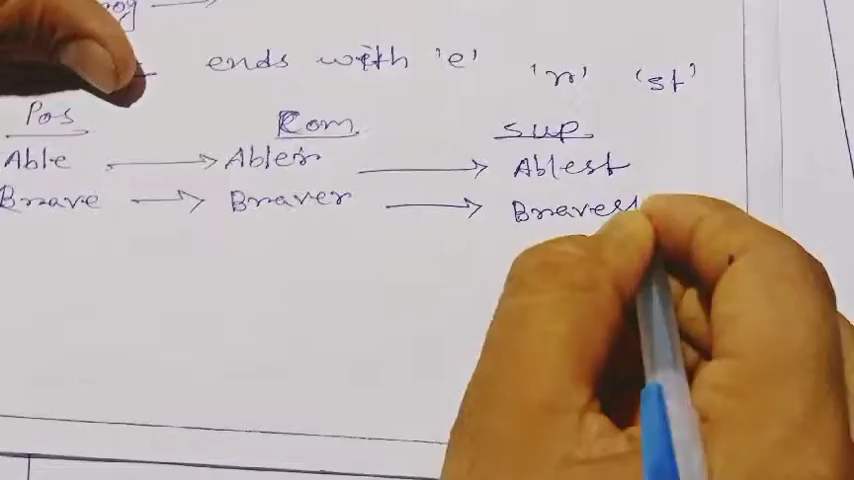 ends with 'e' 'r' 'st'
Pos Com. Sup
Able → Abler → Ablest
Brave → Braver → Bravest